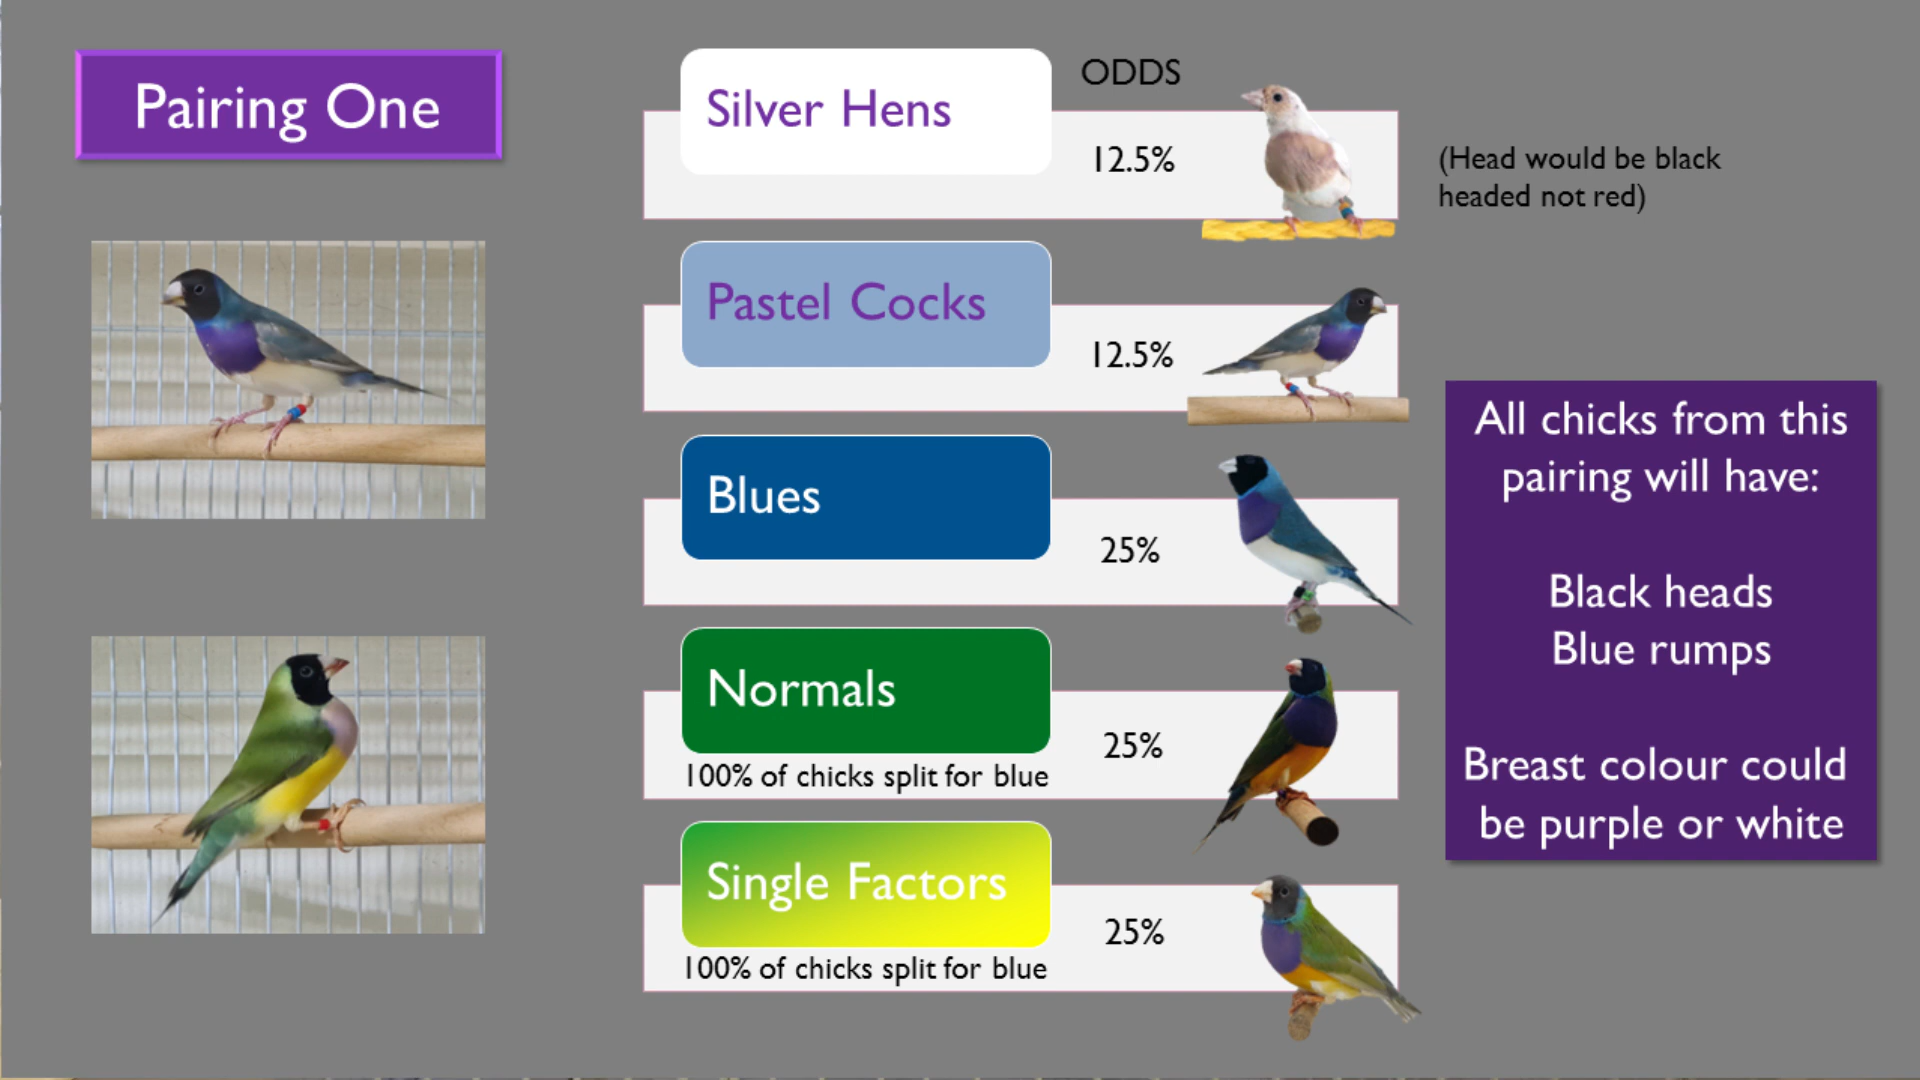 Pairing One
ODDS
Silver Hens
12.5%
(Head would be black
headed not red)
Pastel Cocks
12.5%
Blues
25%
Normals
25%
100% of chicks split for blue
Single Factors
25%
100% of chicks split for blue
All chicks from this
pairing will have:
Black heads
Blue rumps
Breast colour could
be purple or white